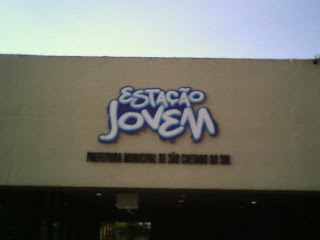 ESTAÇÃO
JOVEM
PREFEITURA MUNICIPAL DE SÃO CAETANO DO SUL